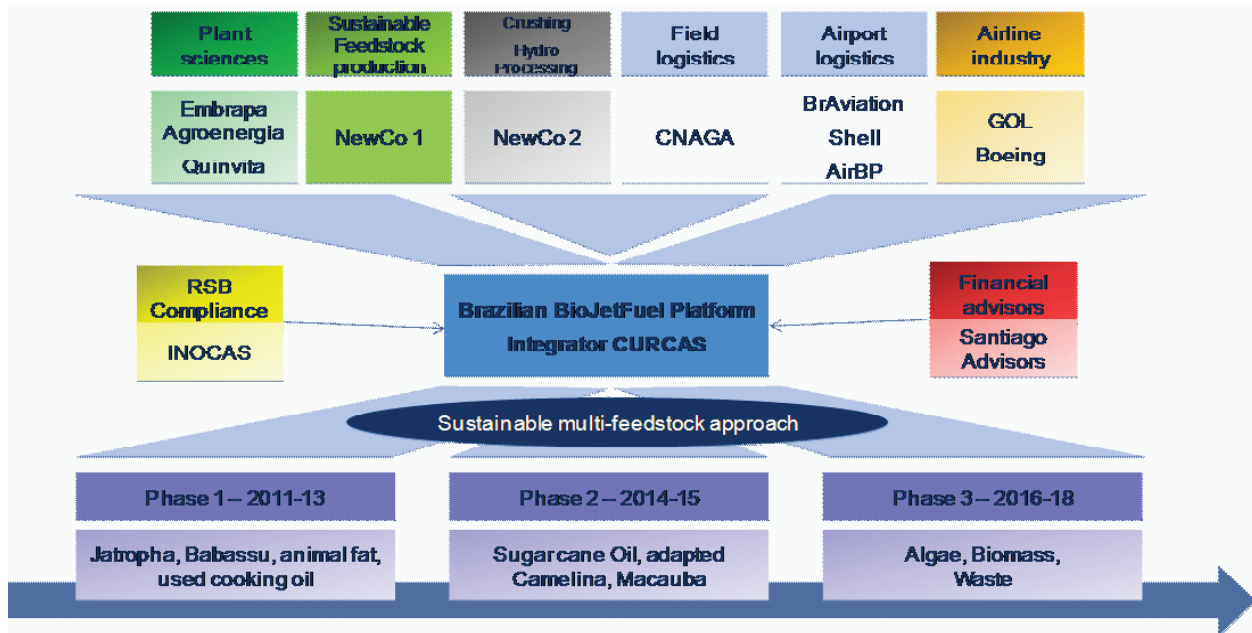 Plant
sciences
Sustainable
Feedstock
production
Crushing
Hydro
Processing
Field
logistics
Airport
logistics
Airline
industry
Embrapa
Agroenergia
Quinvita
NewCo 1
NewCo 2
CNAGA
BrAviation
Shell
AirBP
GOL
Boeing
RSB
Compliance
INOCAS
Brazilian BioJetFuel Platform
Integrator CURCAS
Financial
advisors
Santiago
Advisors
Sustainable multi-feedstock approach
Phase 1 – 2011-13
Phase 2 – 2014-15
Phase 3 – 2016-18
Jatropha, Babassu, animal fat,
used cooking oil
Sugarcane Oil, adapted
Camelina, Macauba
Algae, Biomass,
Waste